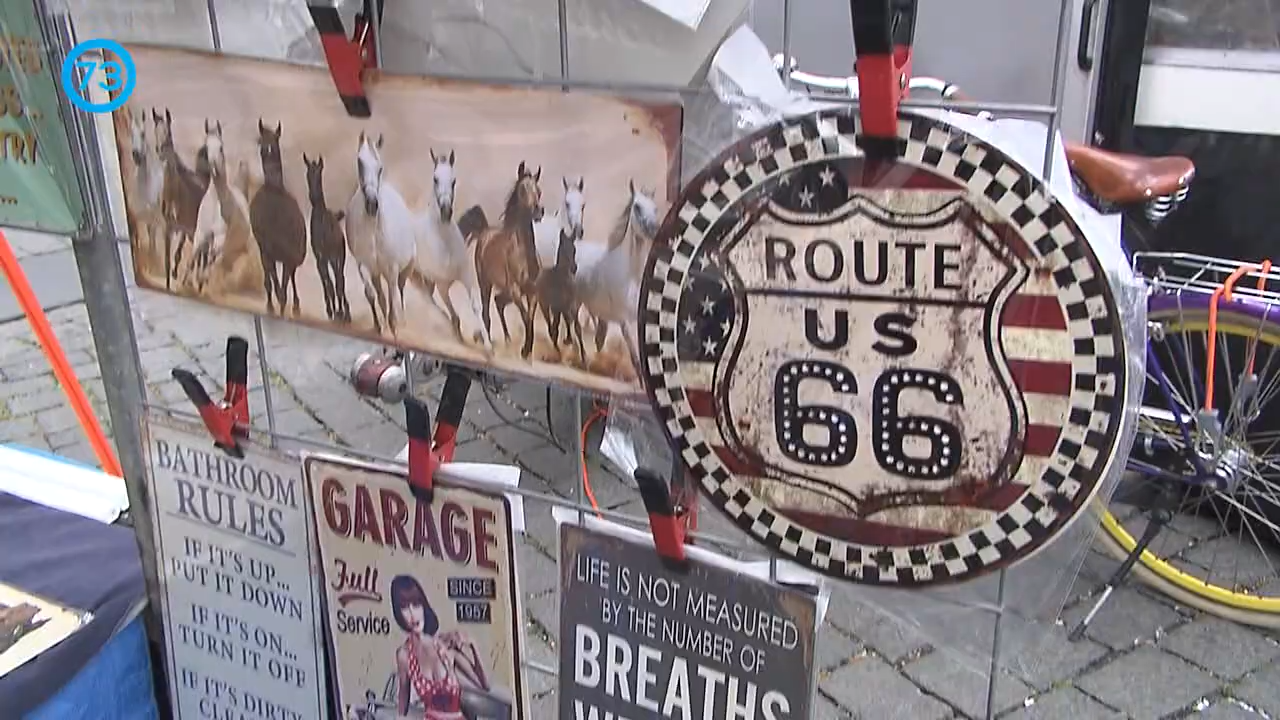 73
TRY
...
ROUTE
US
66
BATHROOM
RULES
IF IT'S UP...
PUT IT DOWN
IF IT'S ON...
TURN IT OFF
IF IT'S DIRTY
GARAGE
Full
Service
SINCE
1957
LIFE IS NOT MEASURED
BY THE NUMBER OF
BREATHS